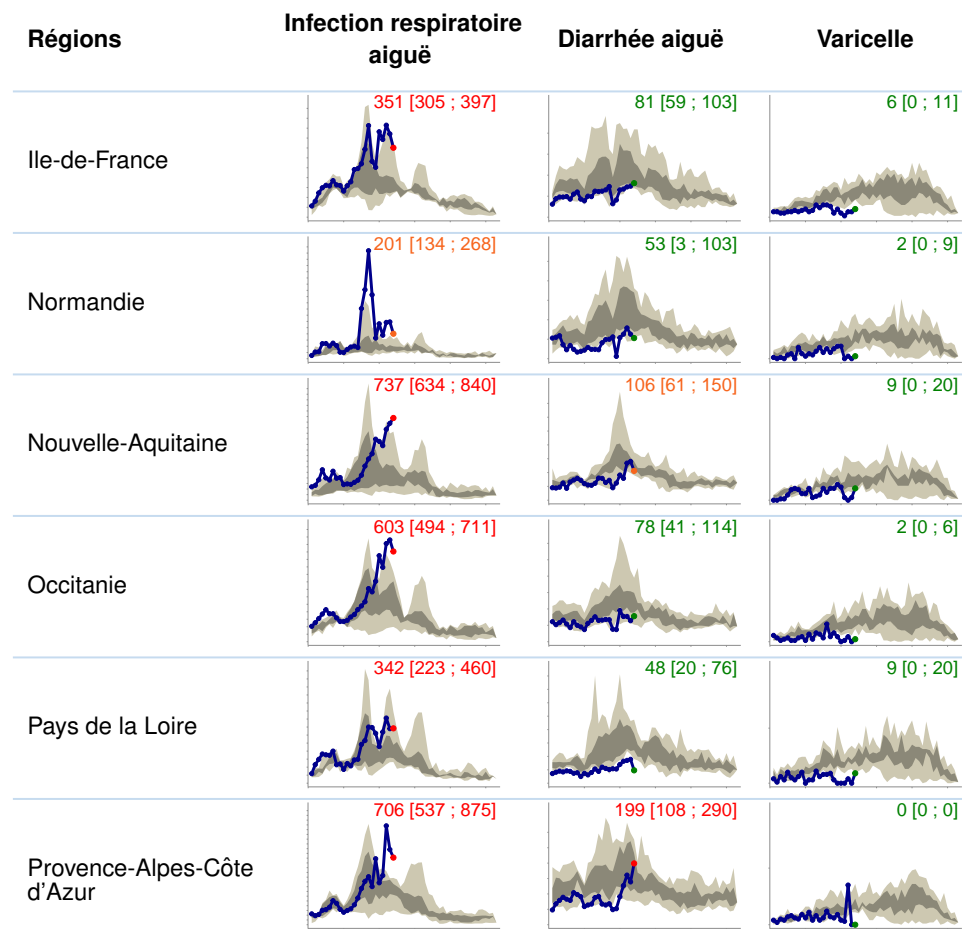 Régions
Infection respiratoire
aiguë
Diarrhée aiguë
Varicelle
Ile-de-France
351 [305 ; 397]
81 [59 ; 103]
6 [0 ; 11]
Normandie
201 [134 ; 268]
53 [3 ; 103]
2 [0 ; 9]
Nouvelle-Aquitaine
737 [634 ; 840]
106 [61 ; 150]
9 [0 ; 20]
Occitanie
603 [494 ; 711]
78 [41 ; 114]
2 [0 ; 6]
Pays de la Loire
342 [223 ; 460]
48 [20 ; 76]
9 [0 ; 20]
Provence-Alpes-Côte
d'Azur
706 [537 ; 875]
199 [108 ; 290]
0 [0 ; 0]